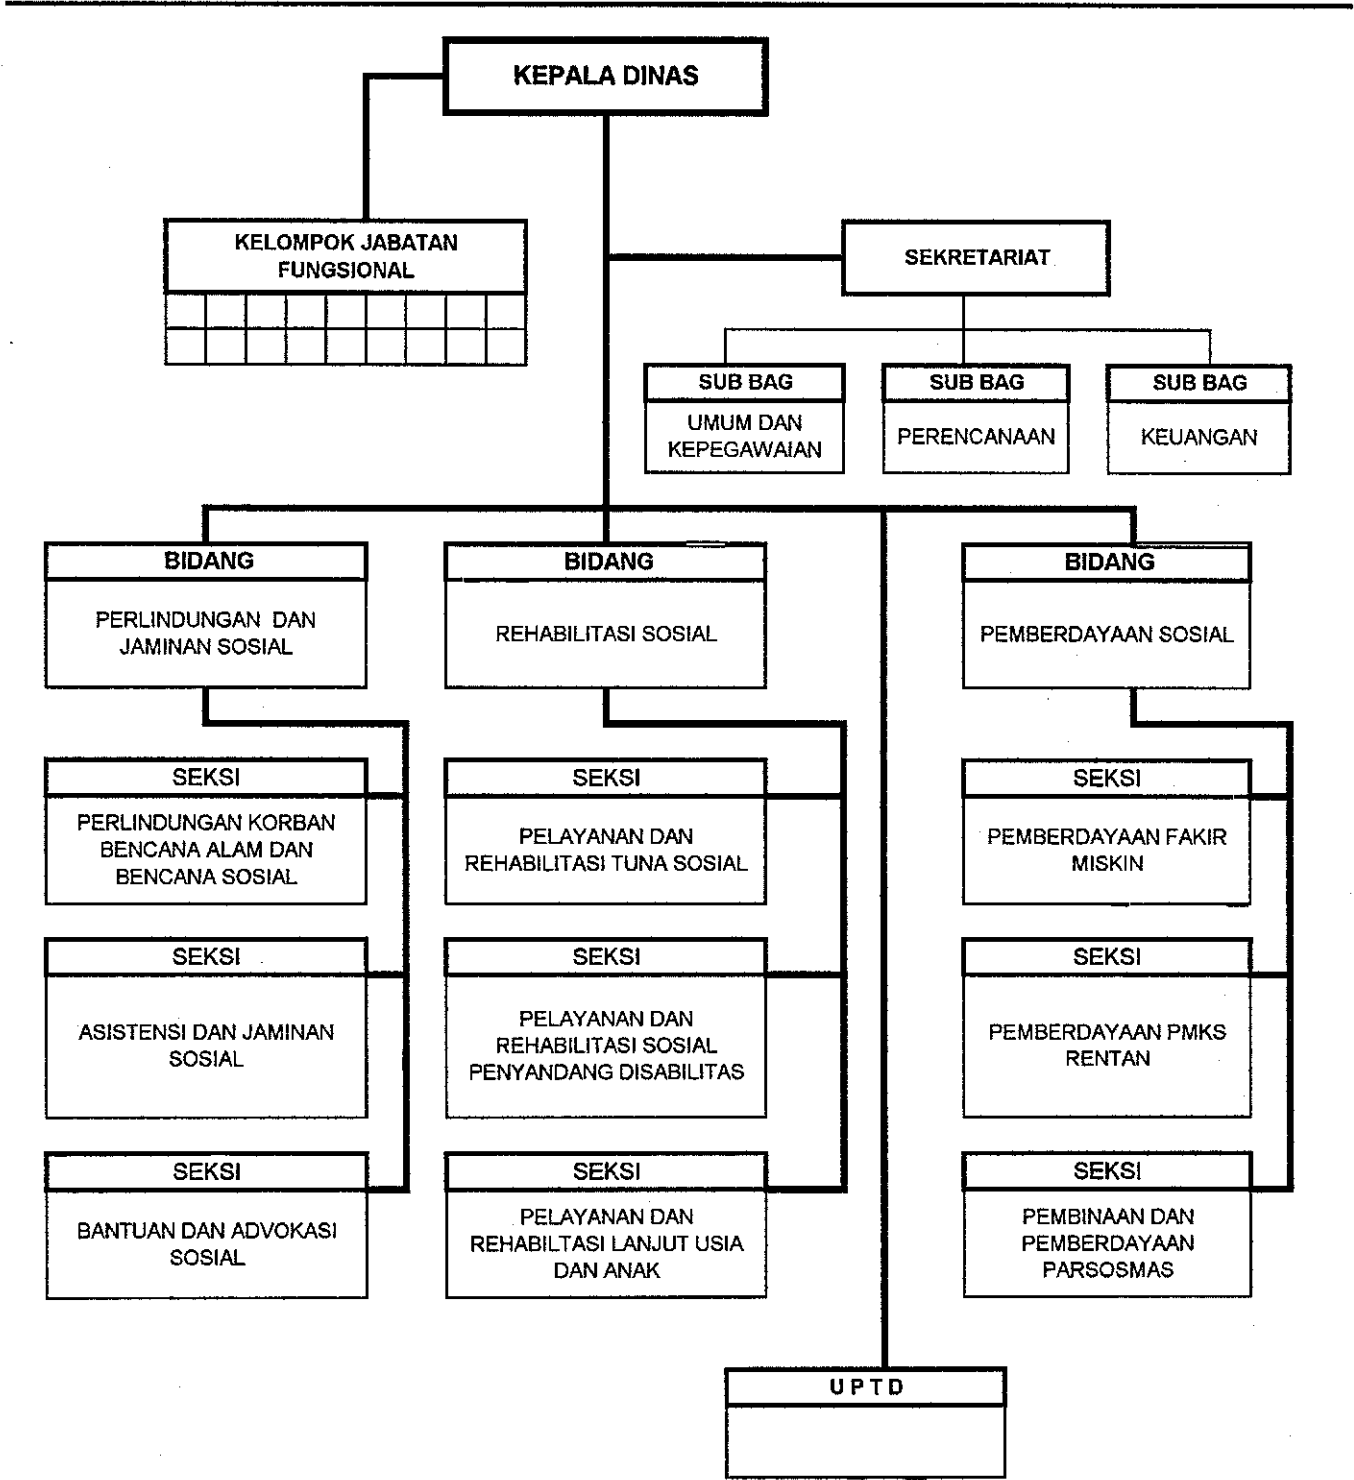 KEPALA DINAS
KELOMPOK JABATAN
FUNGSIONAL
SEKRETARIAT
SUB BAG
UMUM DAN
KEPEGAWAIAN
SUB BAG
PERENCANAAN
SUB BAG
KEUANGAN
BIDANG
PERLINDUNGAN DAN
JAMINAN SOSIAL
SEKSI
PERLINDUNGAN KORBAN
BENCANA ALAM DAN
BENCANA SOSIAL
SEKSI
ASISTENSI DAN JAMINAN
SOSIAL
SEKSI
BANTUAN DAN ADVOKASI
SOSIAL
BIDANG
REHABILITASI SOSIAL
SEKSI
PELAYANAN DAN
REHABILITASI TUNA SOSIAL
SEKSI
PELAYANAN DAN
REHABILITASI SOSIAL
PENYANDANG DISABILITAS
SEKSI
PELAYANAN DAN
REHABILTASI LANJUT USIA
DAN ANAK
BIDANG
PEMBERDAYAAN SOSIAL
SEKSI
PEMBERDAYAAN FAKIR
MISKIN
SEKSI
PEMBERDAYAAN PMKS
RENTAN
SEKSI
PEMBINAAN DAN
PEMBERDAYAAN
PARSOSMAS
UPTD